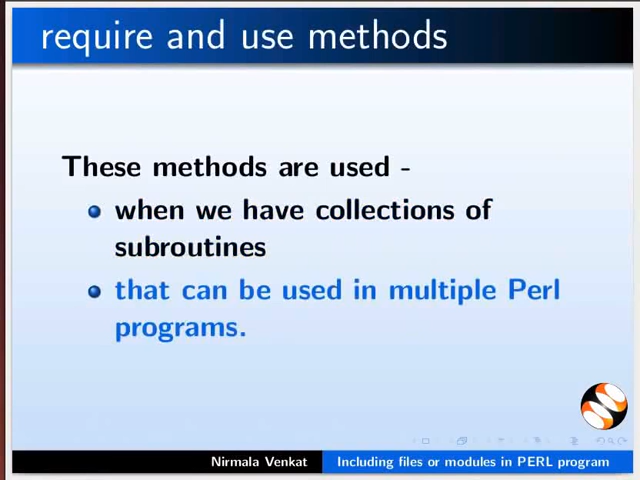 require and use methods
These methods are used -
when we have collections of
subroutines
that can be used in multiple Perl
programs.
Nirmala Venkat
Including files or modules in PERL program